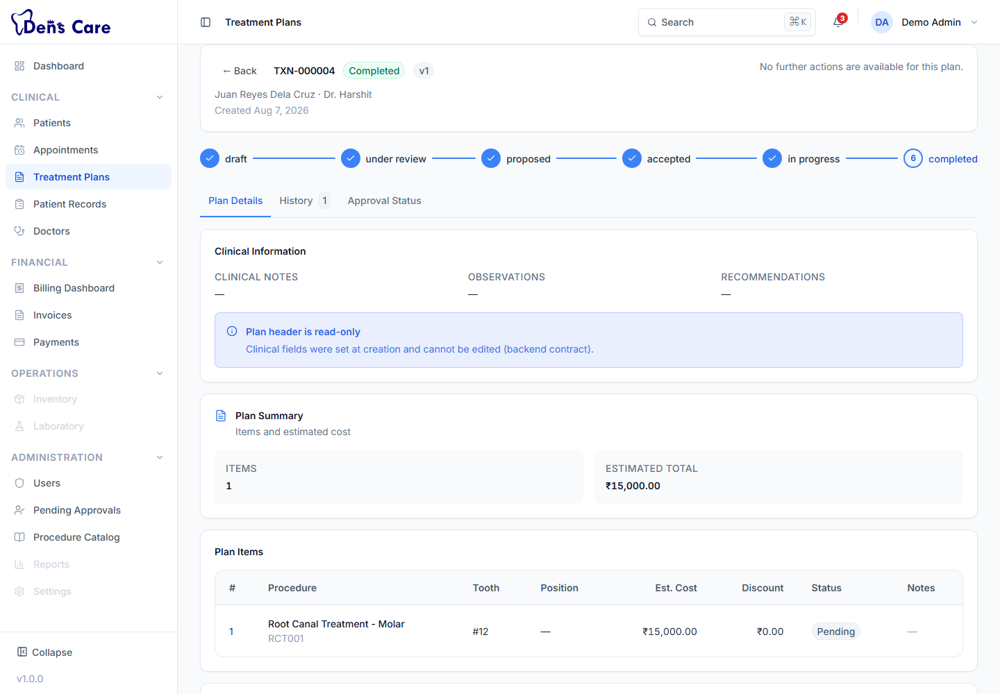 Dens Care
Treatment Plans
Search
⌘K
3
DA
Demo Admin
Dashboard
CLINICAL
Patients
Appointments
Treatment Plans
Patient Records
Doctors
FINANCIAL
Billing Dashboard
Invoices
Payments
OPERATIONS
Inventory
Laboratory
ADMINISTRATION
Users
Pending Approvals
Procedure Catalog
Reports
Settings
Collapse
v1.0.0
← Back
TXN-000004
Completed
v1
No further actions are available for this plan.
Juan Reyes Dela Cruz · Dr. Harshit
Created Aug 7, 2026
draft
under review
proposed
accepted
in progress
6
completed
Plan Details
History 1
Approval Status
Clinical Information
CLINICAL NOTES
—
OBSERVATIONS
—
RECOMMENDATIONS
—
Plan header is read-only
Clinical fields were set at creation and cannot be edited (backend contract).
Plan Summary
Items and estimated cost
ITEMS
1
ESTIMATED TOTAL
₹15,000.00
Plan Items
# Procedure Tooth Position Est. Cost Discount Status Notes
1 Root Canal Treatment - Molar #12 — ₹15,000.00 ₹0.00 Pending —
RCT001